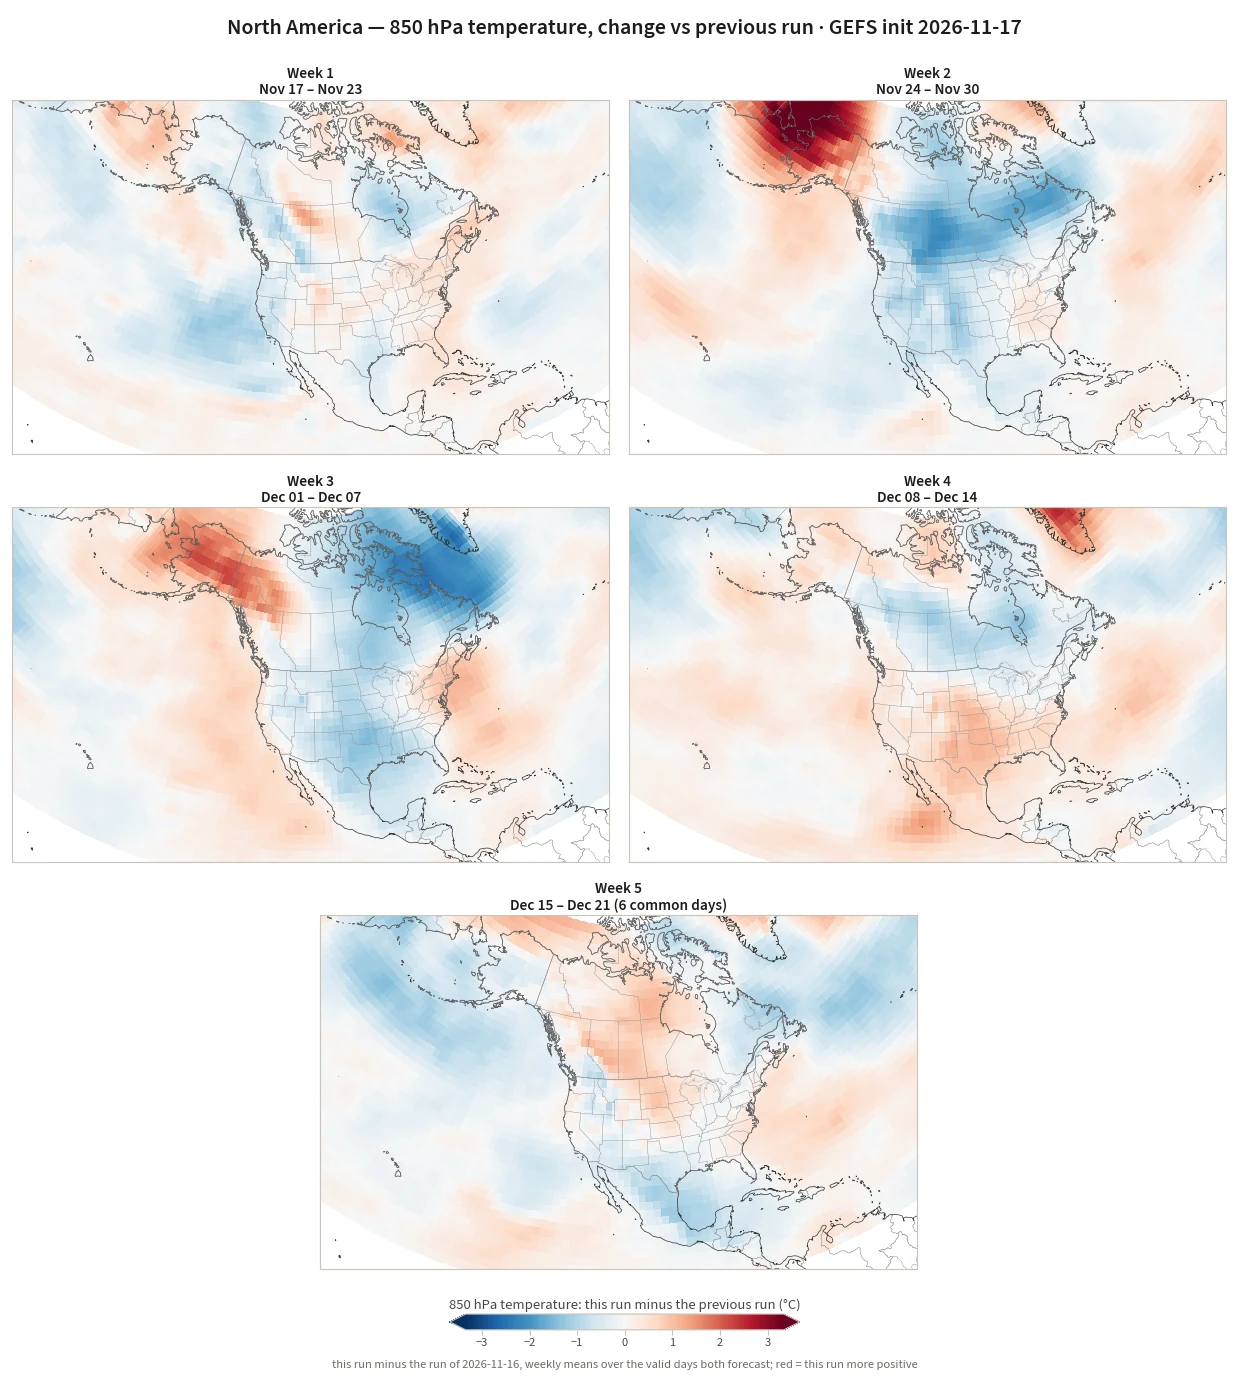 North America — 850 hPa temperature, change vs previous run · GEFS init 2026-11-17
Week 1
Nov 17 – Nov 23
Week 2
Nov 24 – Nov 30
Week 3
Dec 01 – Dec 07
Week 4
Dec 08 – Dec 14
Week 5
Dec 15 – Dec 21 (6 common days)
850 hPa temperature: this run minus the previous run (°C)
−3 −2 −1 0 1 2 3
this run minus the run of 2026-11-16, weekly means over the valid days both forecast; red = this run more positive